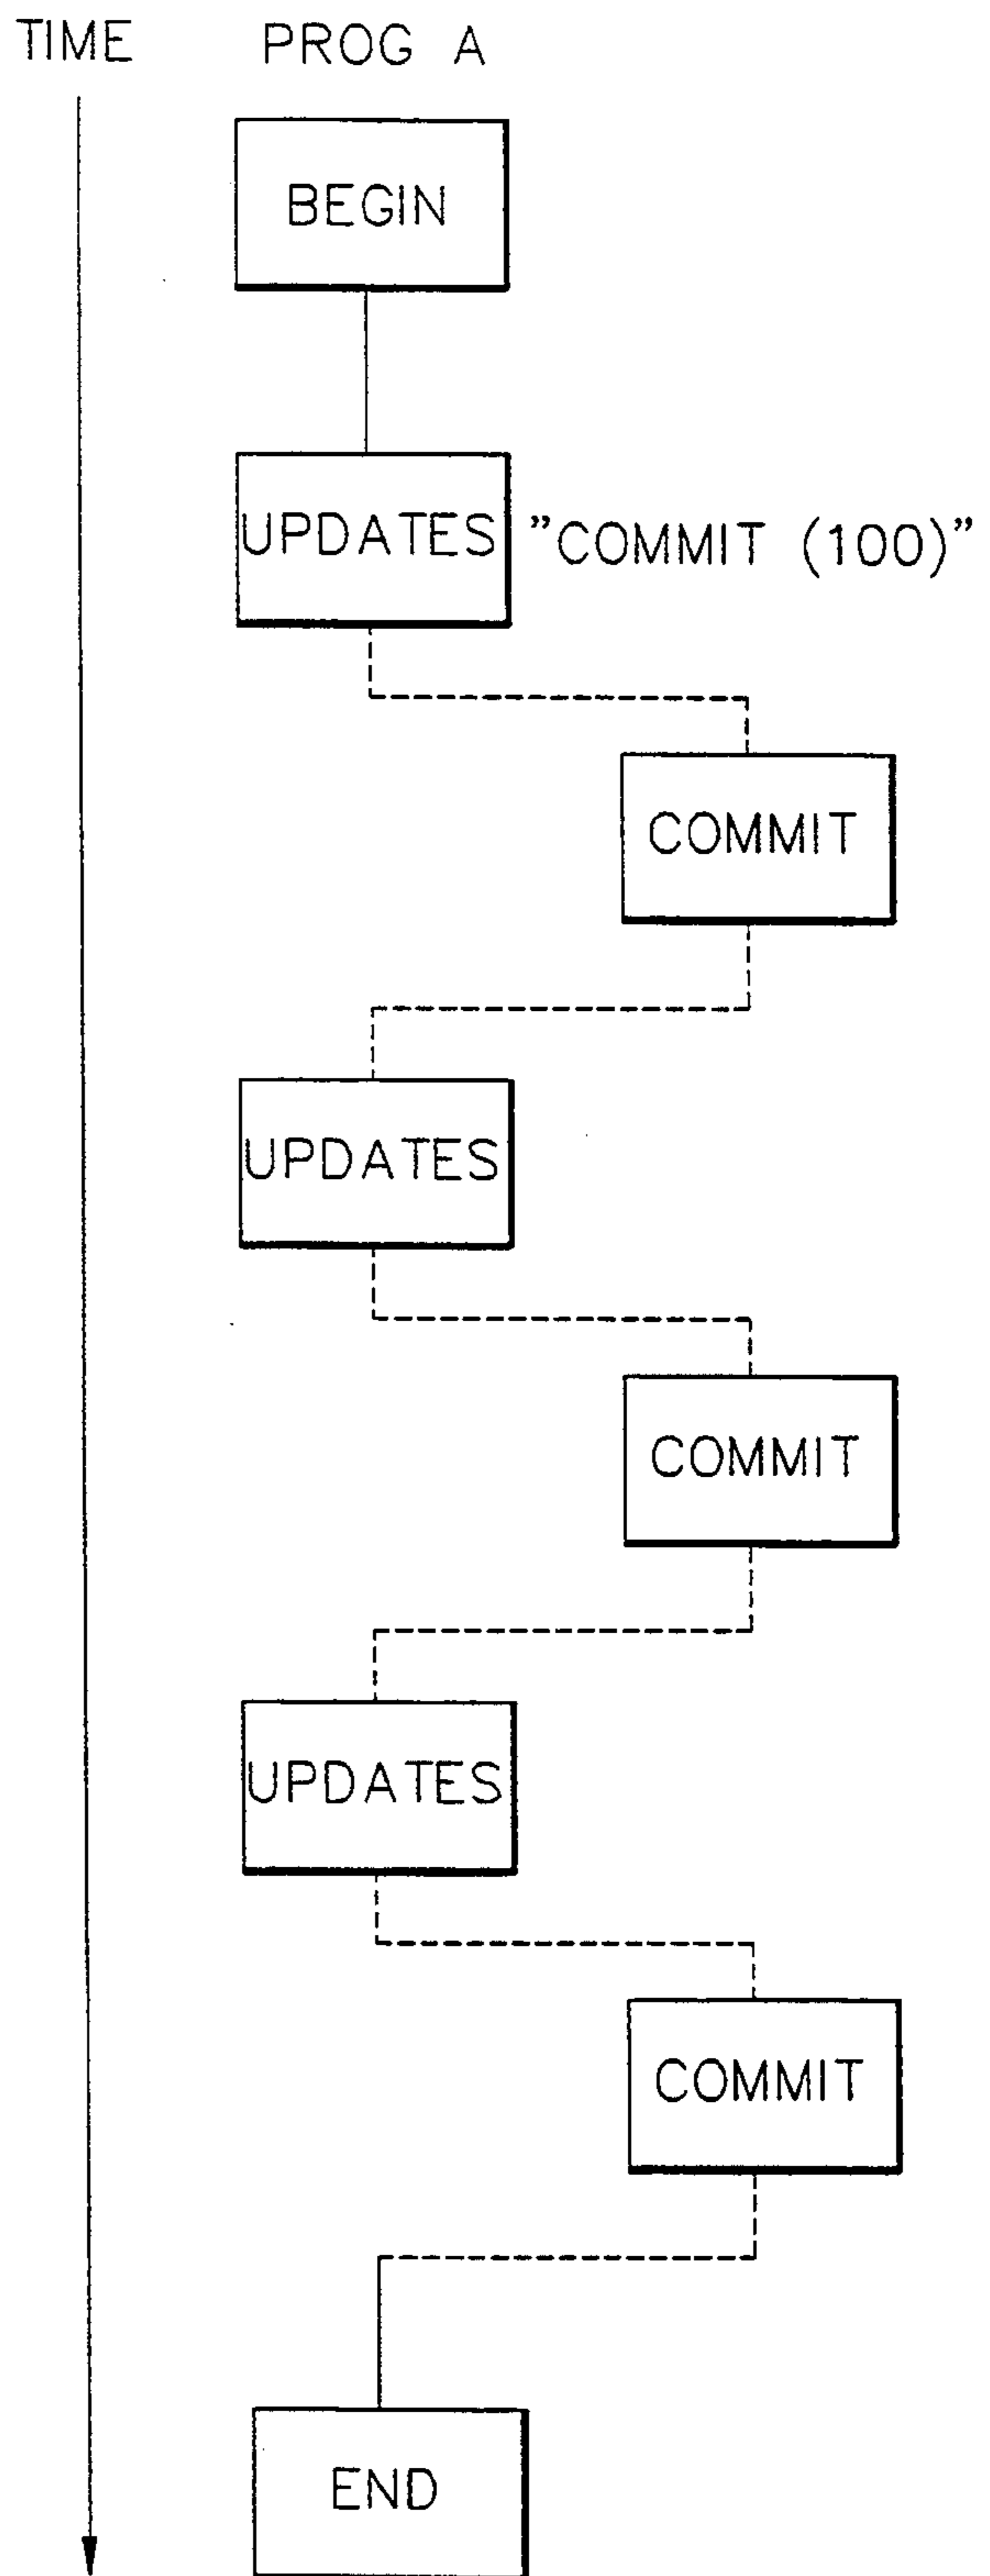 TIME PROG A
BEGIN
UPDATES "COMMIT (100)"
COMMIT
UPDATES
COMMIT
UPDATES
COMMIT
END